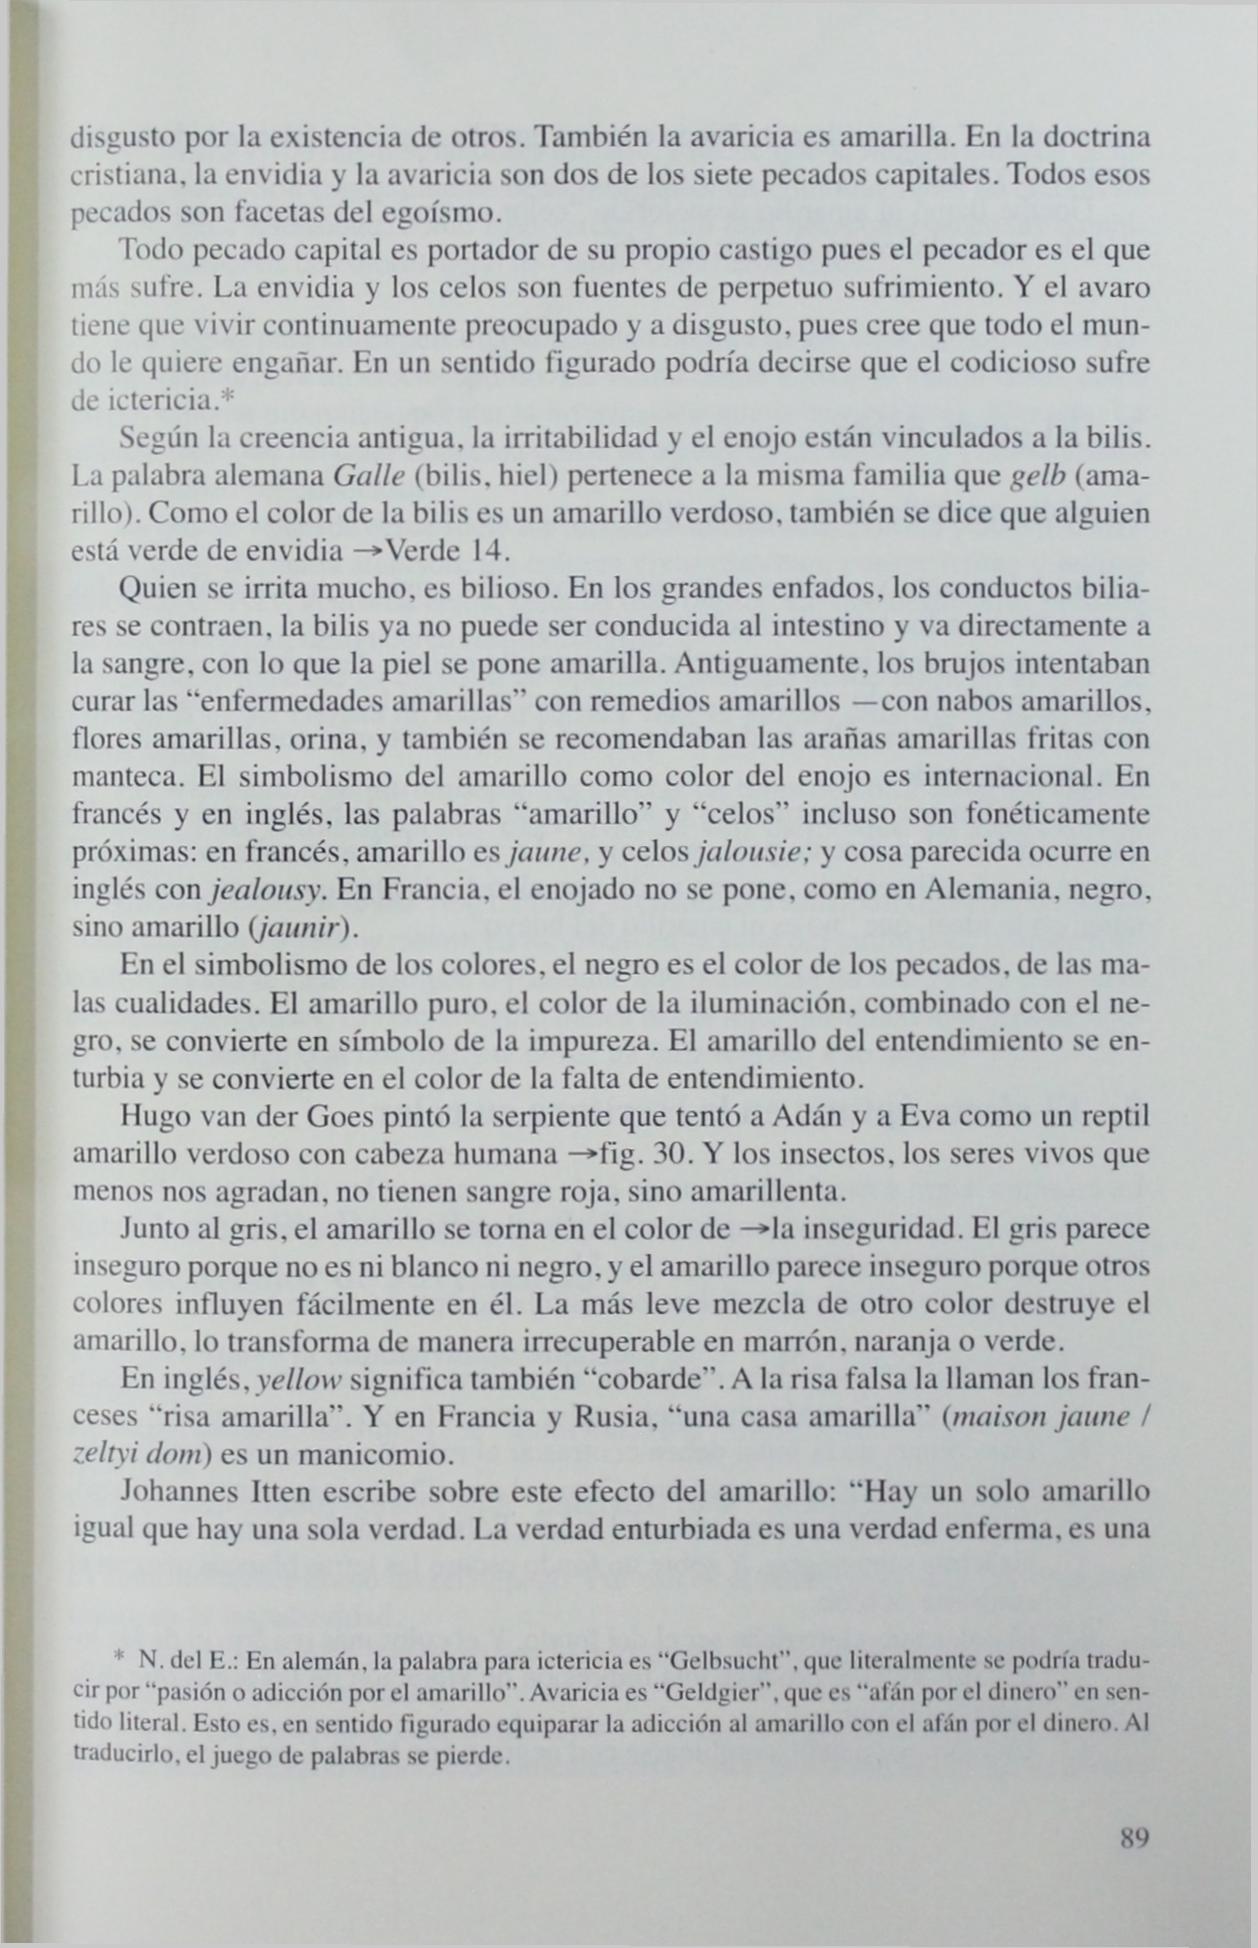 disgusto por la existencia de otros. También la avaricia es amarilla. En la doctrina
cristiana, la envidia y la avaricia son dos de los siete pecados capitales. Todos esos
pecados son facetas del egoísmo.
Todo pecado capital es portador de su propio castigo pues el pecador es el que
más sufre. La envidia y los celos son fuentes de perpetuo sufrimiento. Y el avaro
tiene que vivir continuamente preocupado y a disgusto, pues cree que todo el mun-
do le quiere engañar. En un sentido figurado podría decirse que el codicioso sufre
de ictericia.*
Según la creencia antigua, la irritabilidad y el enojo están vinculados a la bilis.
La palabra alemana Galle (bilis, hiel) pertenece a la misma familia que gelb (ama-
rillo). Como el color de la bilis es un amarillo verdoso, también se dice que alguien
está verde de envidia →Verde 14.
Quien se irrita mucho, es bilioso. En los grandes enfados, los conductos bilia-
res se contraen, la bilis ya no puede ser conducida al intestino y va directamente a
la sangre, con lo que la piel se pone amarilla. Antiguamente, los brujos intentaban
curar las “enfermedades amarillas” con remedios amarillos —con nabos amarillos,
flores amarillas, orina, y también se recomendaban las arañas amarillas fritas con
manteca. El simbolismo del amarillo como color del enojo es internacional. En
francés y en inglés, las palabras “amarillo” y “celos” incluso son fonéticamente
próximas: en francés, amarillo es jaune, y celos jalousie; y cosa parecida ocurre en
inglés con jealousy. En Francia, el enojado no se pone, como en Alemania, negro,
sino amarillo (jaunir).
En el simbolismo de los colores, el negro es el color de los pecados, de las ma-
las cualidades. El amarillo puro, el color de la iluminación, combinado con el ne-
gro, se convierte en símbolo de la impureza. El amarillo del entendimiento se en-
turbia y se convierte en el color de la falta de entendimiento.
Hugo van der Goes pintó la serpiente que tentó a Adán y a Eva como un reptil
amarillo verdoso con cabeza humana →fig. 30. Y los insectos, los seres vivos que
menos nos agradan, no tienen sangre roja, sino amarillenta.
Junto al gris, el amarillo se torna en el color de →la inseguridad. El gris parece
inseguro porque no es ni blanco ni negro, y el amarillo parece inseguro porque otros
colores influyen fácilmente en él. La más leve mezcla de otro color destruye el
amarillo, lo transforma de manera irrecuperable en marrón, naranja o verde.
En inglés, yellow significa también “cobarde”. A la risa falsa la llaman los fran-
ceses “risa amarilla”. Y en Francia y Rusia, “una casa amarilla” (maison jaune /
zeltyi dom) es un manicomio.
Johannes Itten escribe sobre este efecto del amarillo: “Hay un solo amarillo
igual que hay una sola verdad. La verdad enturbiada es una verdad enferma, es una
* N. del E.: En alemán, la palabra para ictericia es “Gelbsucht”, que literalmente se podría tradu-
cir por “pasión o adicción por el amarillo”. Avaricia es “Geldgier”, que es “afán por el dinero” en sen-
tido literal. Esto es, en sentido figurado equiparar la adicción al amarillo con el afán por el dinero. Al
traducirlo, el juego de palabras se pierde.
89